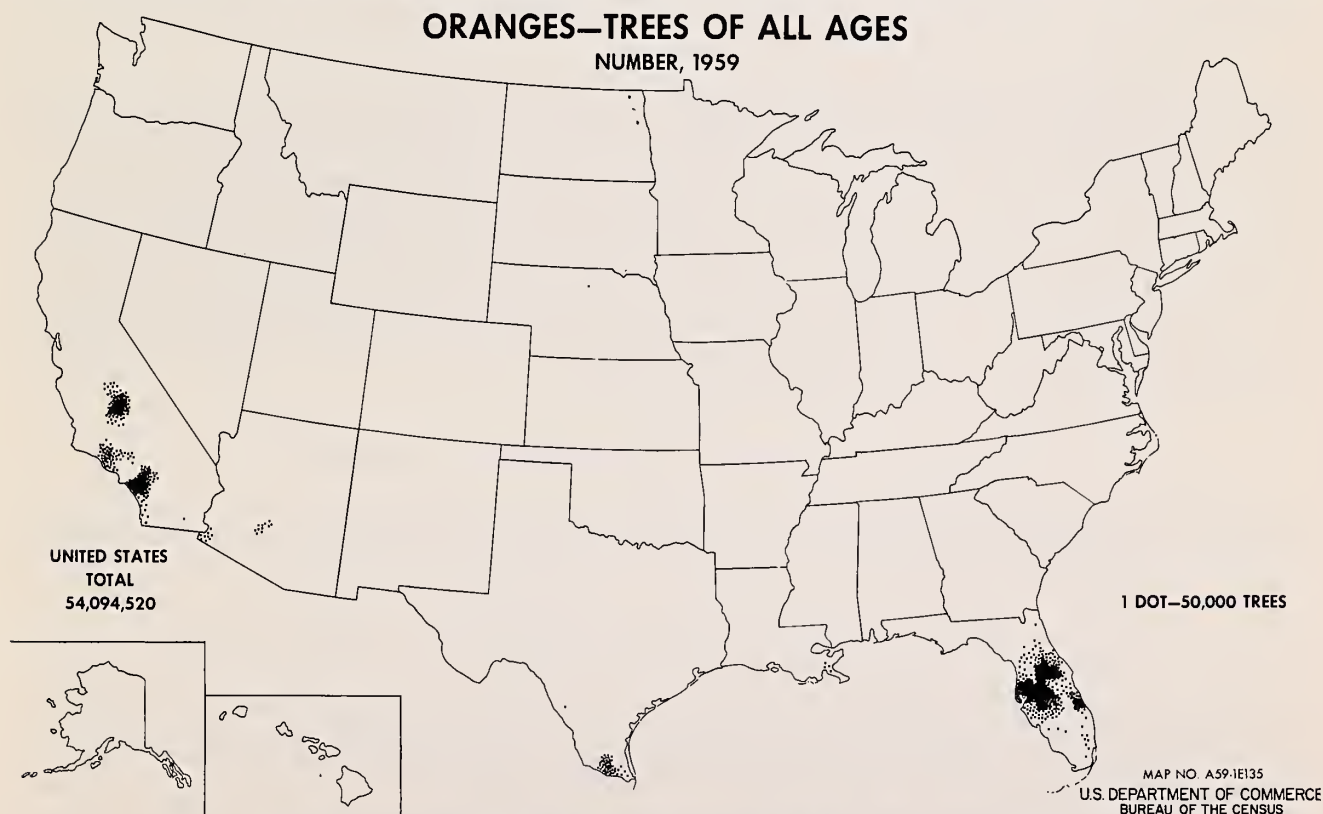 ORANGES—TREES OF ALL AGES
NUMBER, 1959
UNITED STATES
TOTAL
54,094,520
1 DOT—50,000 TREES
MAP NO. A59-1E135
U.S. DEPARTMENT OF COMMERCE
BUREAU OF THE CENSUS